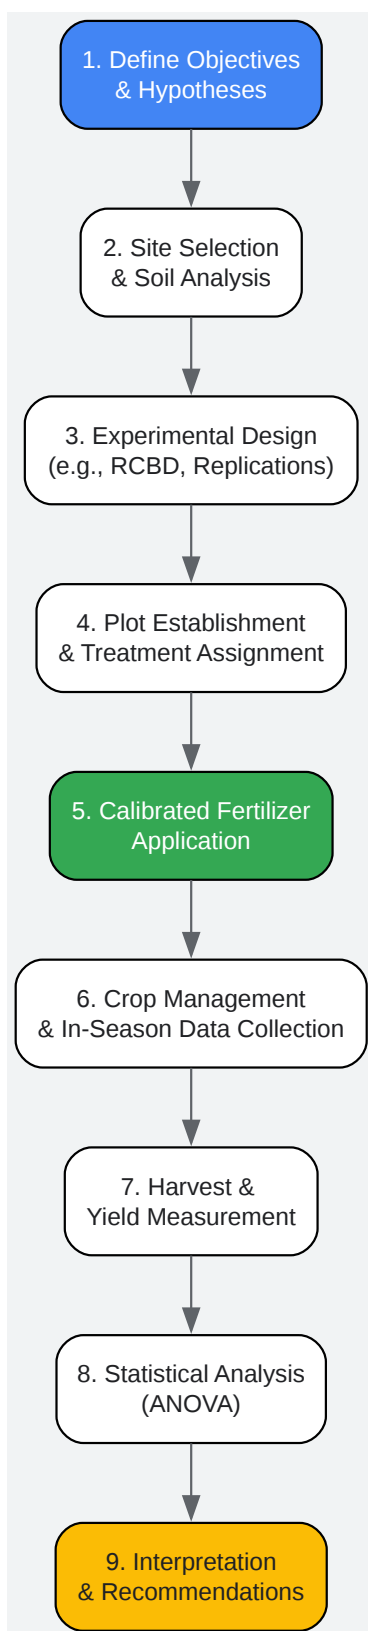 1. Define Objectives
& Hypotheses
2. Site Selection
& Soil Analysis
3. Experimental Design
(e.g., RCBD, Replications)
4. Plot Establishment
& Treatment Assignment
5. Calibrated Fertilizer
Application
6. Crop Management
& In-Season Data Collection
7. Harvest &
Yield Measurement
8. Statistical Analysis
(ANOVA)
9. Interpretation
& Recommendations